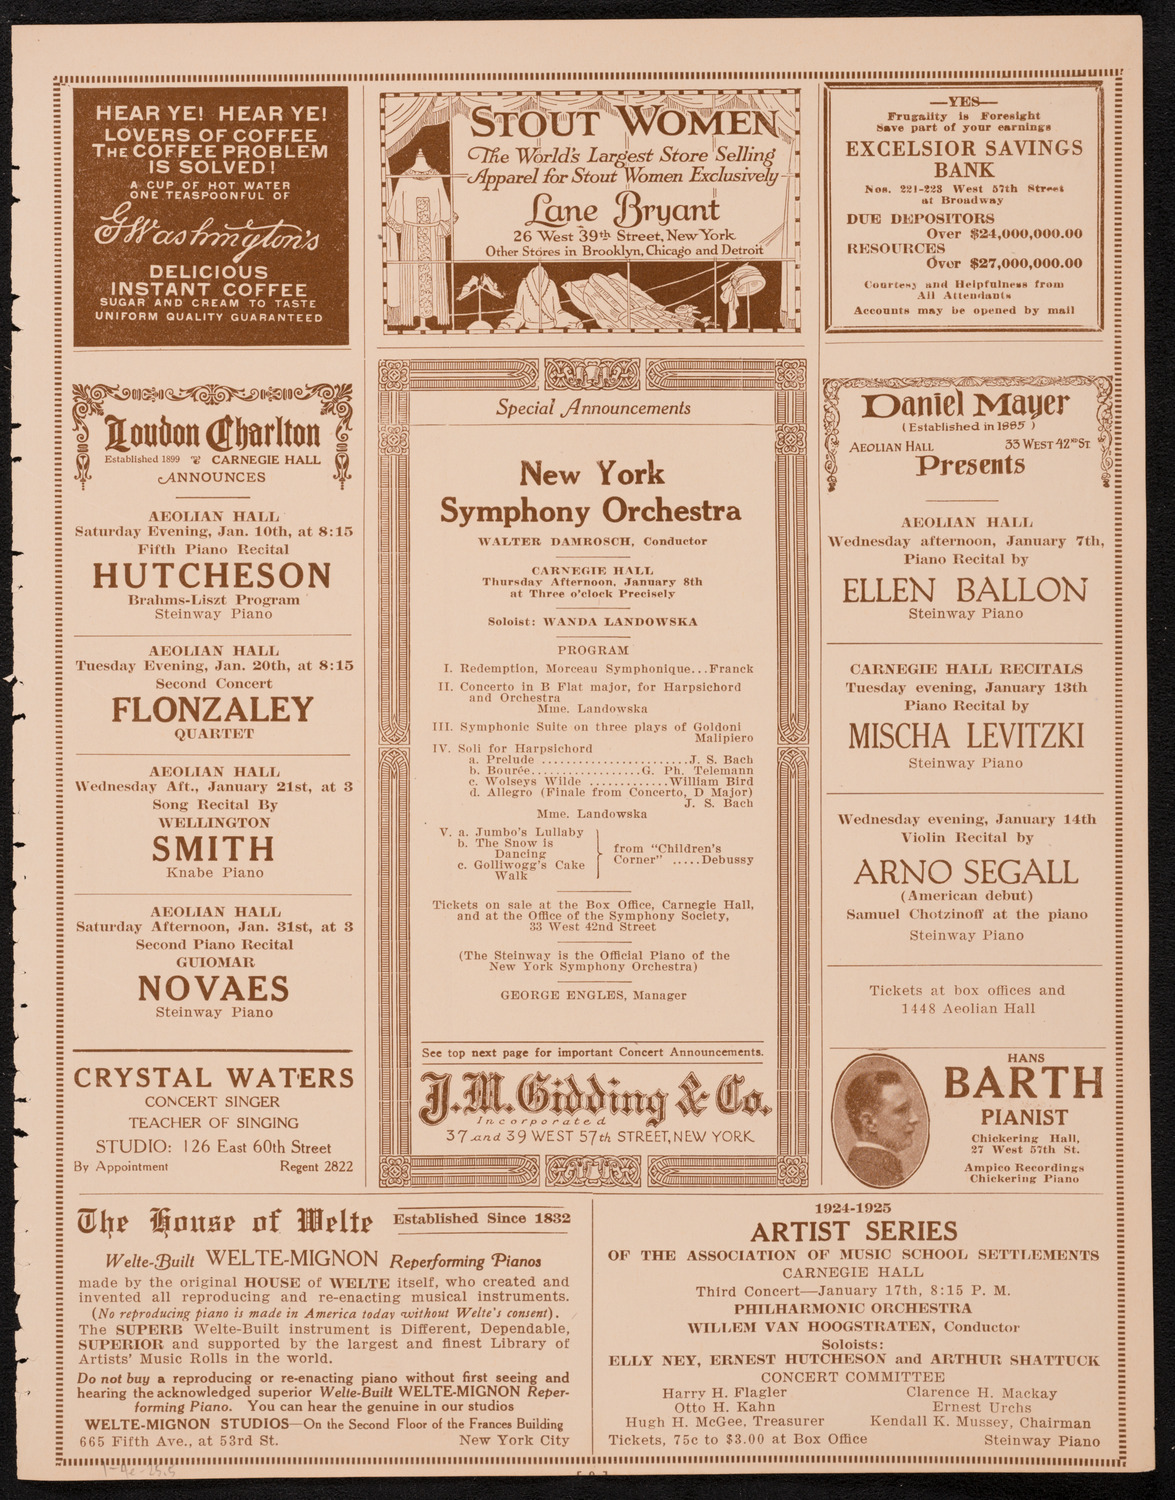 HEAR YE! HEAR YE!
LOVERS OF COFFEE
THE COFFEE PROBLEM
IS SOLVED!
A CUP OF HOT WATER
ONE TEASPOONFUL OF
G.Washington's
DELICIOUS
INSTANT COFFEE
SUGAR AND CREAM TO TASTE
UNIFORM QUALITY GUARANTEED
STOUT WOMEN
The World's Largest Store Selling
Apparel for Stout Women Exclusively
Lane Bryant
26 West 39th Street, New York
Other Stores in Brooklyn, Chicago and Detroit
—YES—
Frugality is Foresight
Save part of your earnings
EXCELSIOR SAVINGS
BANK
Nos. 221-223 West 57th Street
at Broadway
DUE DEPOSITORS
Over $24,000,000.00
RESOURCES
Over $27,000,000.00
Courtesy and Helpfulness from
All Attendants
Accounts may be opened by mail
Loudon Charlton
Established 1899 CARNEGIE HALL
ANNOUNCES
AEOLIAN HALL
Saturday Evening, Jan. 10th, at 8:15
Fifth Piano Recital
HUTCHESON
Brahms-Liszt Program
Steinway Piano
AEOLIAN HALL
Tuesday Evening, Jan. 20th, at 8:15
Second Concert
FLONZALEY
QUARTET
AEOLIAN HALL
Wednesday Aft., January 21st, at 3
Song Recital By
WELLINGTON
SMITH
Knabe Piano
AEOLIAN HALL
Saturday Afternoon, Jan. 31st, at 3
Second Piano Recital
GUIOMAR
NOVAES
Steinway Piano
CRYSTAL WATERS
CONCERT SINGER
TEACHER OF SINGING
STUDIO: 126 East 60th Street
By Appointment Regent 2822
Special Announcements
New York
Symphony Orchestra
WALTER DAMROSCH, Conductor
CARNEGIE HALL
Thursday Afternoon, January 8th
at Three o'clock Precisely
Soloist: WANDA LANDOWSKA
PROGRAM
I. Redemption, Morceau Symphonique...Franck
II. Concerto in B Flat major, for Harpsichord
and Orchestra
Mme. Landowska
III. Symphonic Suite on three plays of Goldoni
Malipiero
IV. Soli for Harpsichord
a. Prelude .......................J. S. Bach
b. Bourée.................G. Ph. Telemann
c. Wolseys Wilde ............William Bird
d. Allegro (Finale from Concerto, D Major)
J. S. Bach
Mme. Landowska
V. a. Jumbo's Lullaby
b. The Snow is
Dancing
c. Golliwogg's Cake
Walk
from "Children's
Corner" .....Debussy
Tickets on sale at the Box Office, Carnegie Hall,
and at the Office of the Symphony Society,
33 West 42nd Street
(The Steinway is the Official Piano of the
New York Symphony Orchestra)
GEORGE ENGLES, Manager
See top next page for important Concert Announcements.
J.M. Gidding & Co.
Incorporated
37 and 39 WEST 57th STREET, NEW YORK
Daniel Mayer
(Established in 1885)
AEOLIAN HALL 33 WEST 42ND ST
Presents
AEOLIAN HALL
Wednesday afternoon, January 7th,
Piano Recital by
ELLEN BALLON
Steinway Piano
CARNEGIE HALL RECITALS
Tuesday evening, January 13th
Piano Recital by
MISCHA LEVITZKI
Steinway Piano
Wednesday evening, January 14th
Violin Recital by
ARNO SEGALL
(American debut)
Samuel Chotzinoff at the piano
Steinway Piano
Tickets at box offices and
1448 Aeolian Hall
HANS
BARTH
PIANIST
Chickering Hall,
27 West 57th St.
Ampico Recordings
Chickering Piano
The House of Welte Established Since 1832
Welte-Built WELTE-MIGNON Reperforming Pianos
made by the original HOUSE of WELTE itself, who created and
invented all reproducing and re-enacting musical instruments.
(No reproducing piano is made in America today without Welte's consent).
The SUPERB Welte-Built instrument is Different, Dependable,
SUPERIOR and supported by the largest and finest Library of
Artists' Music Rolls in the world.
Do not buy a reproducing or re-enacting piano without first seeing and
hearing the acknowledged superior Welte-Built WELTE-MIGNON Reper-
forming Piano. You can hear the genuine in our studios
WELTE-MIGNON STUDIOS—On the Second Floor of the Frances Building
665 Fifth Ave., at 53rd St. New York City
1924-1925
ARTIST SERIES
OF THE ASSOCIATION OF MUSIC SCHOOL SETTLEMENTS
CARNEGIE HALL
Third Concert—January 17th, 8:15 P. M.
PHILHARMONIC ORCHESTRA
WILLEM VAN HOOGSTRATEN, Conductor
Soloists:
ELLY NEY, ERNEST HUTCHESON and ARTHUR SHATTUCK
CONCERT COMMITTEE
Harry H. Flagler Clarence H. Mackay
Otto H. Kahn Ernest Urchs
Hugh H. McGee, Treasurer Kendall K. Mussey, Chairman
Tickets, 75c to $3.00 at Box Office Steinway Piano